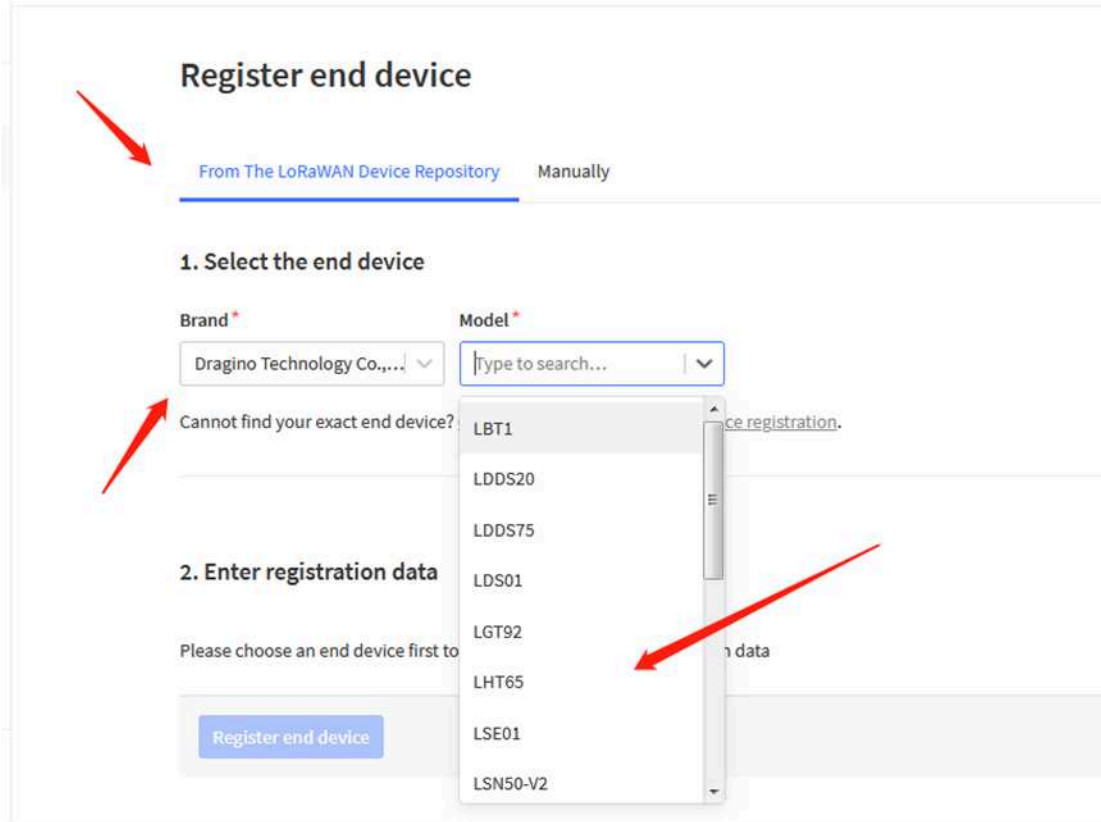 Register end device
From The LoRaWAN Device Repository Manually
1. Select the end device
Brand * Model *
Dragino Technology Co.,... Type to search...
Cannot find your exact end device? ce registration.
LBT1
LDDS20
LDDS75
LDS01
LGT92
LHT65
LSE01
LSN50-V2
2. Enter registration data
Please choose an end device first to n data
Register end device